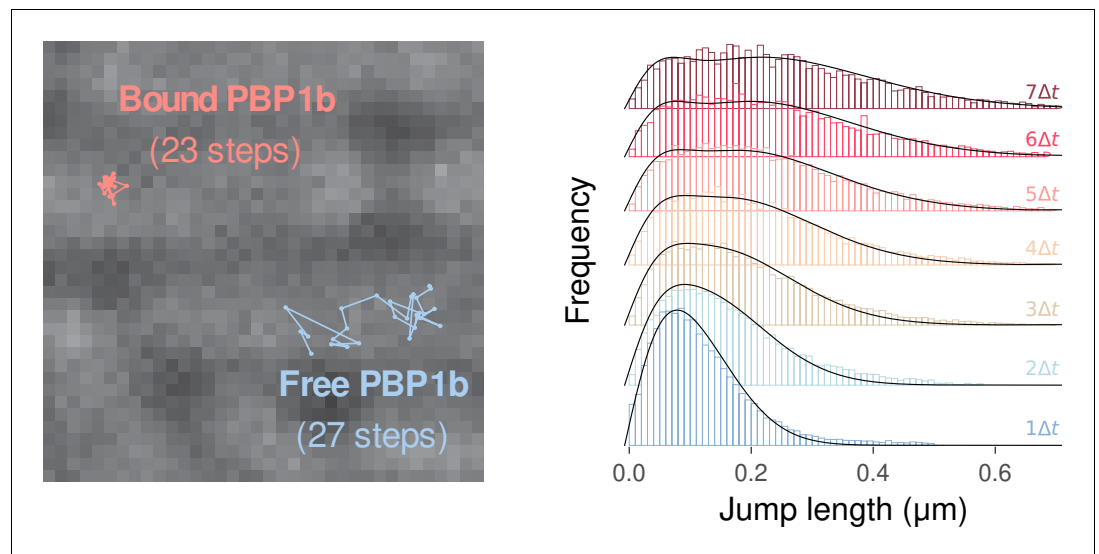 Bound PBP1b
(23 steps)
Free PBP1b
(27 steps)
Frequency
7Δt
6Δt
5Δt
4Δt
3Δt
2Δt
1Δt
0.0 0.2 0.4 0.6
Jump length (μm)